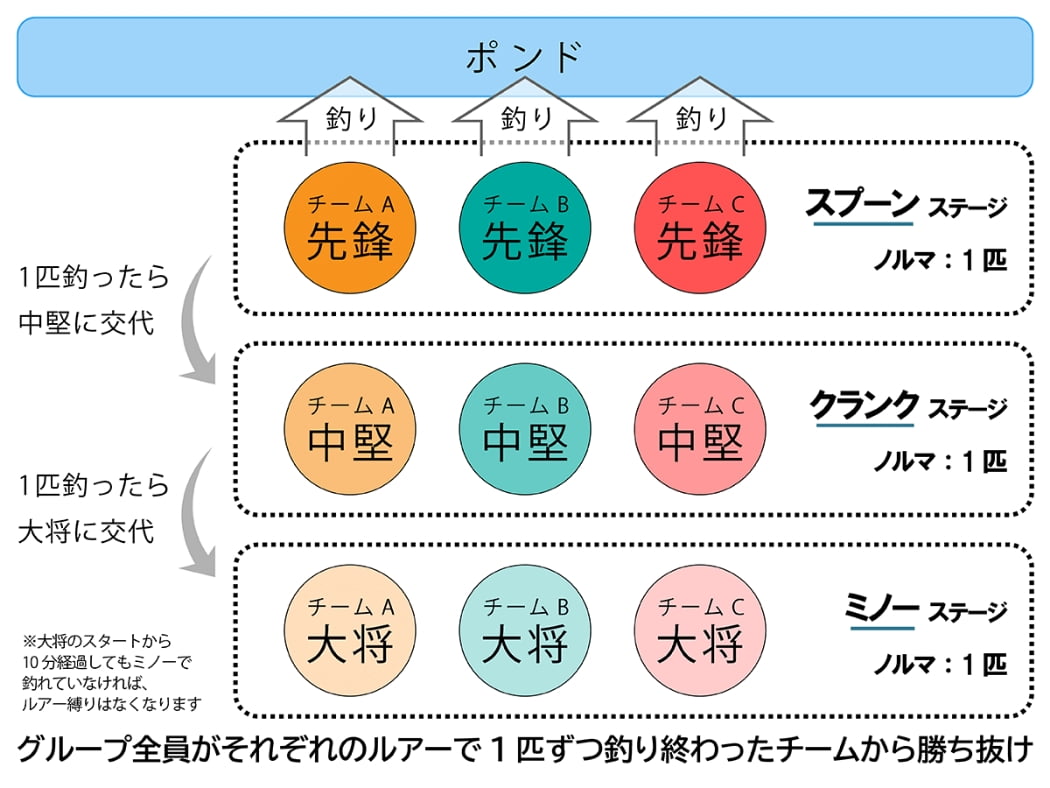 ポンド
釣り 釣り 釣り
チームA 先鋒
チームB 先鋒
チームC 先鋒
スプーン ステージ
ノルマ：1匹
1匹釣ったら
中堅に交代
チームA 中堅
チームB 中堅
チームC 中堅
クランク ステージ
ノルマ：1匹
1匹釣ったら
大将に交代
チームA 大将
チームB 大将
チームC 大将
ミノー ステージ
ノルマ：1匹
※大将のスタートから
10分経過してもミノーで
釣れていなければ、
ルアー縛りはなくなります
グループ全員がそれぞれのルアーで1匹ずつ釣り終わったチームから勝ち抜け